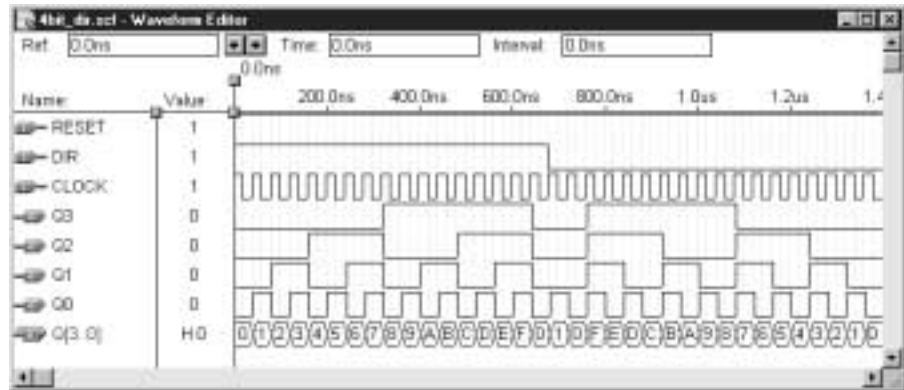 4bit_dir.scf - Waveform Editor
Ref: 0.0ns Time: 0.0ns Interval: 0.0ns
0.0ns
Name: Value: 200.0ns 400.0ns 600.0ns 800.0ns 1.0us 1.2us 1.4
RESET 1
DIR 1
CLOCK 1
Q3 0
Q2 0
Q1 0
Q0 0
Q[3..0] H 0 0 1 2 3 4 5 6 7 8 9 A B C D E F 0 1 0 F E D C B A 9 8 7 6 5 4 3 2 1 0